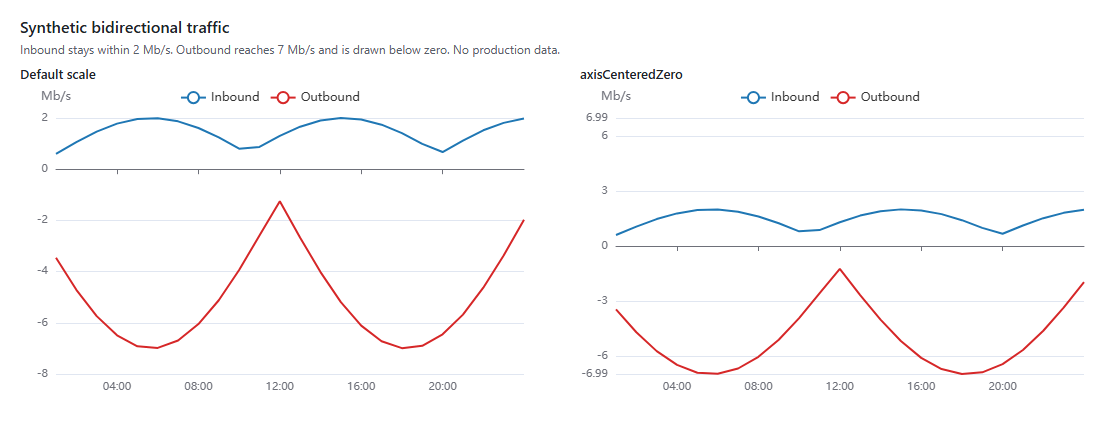 Synthetic bidirectional traffic
Inbound stays within 2 Mb/s. Outbound reaches 7 Mb/s and is drawn below zero. No production data.
Default scale
Mb/s
Inbound
Outbound
2
0
-2
-4
-6
-8
04:00
08:00
12:00
16:00
20:00
axisCenteredZero
Mb/s
Inbound
Outbound
6.99
6
3
0
-3
-6
-6.99
04:00
08:00
12:00
16:00
20:00